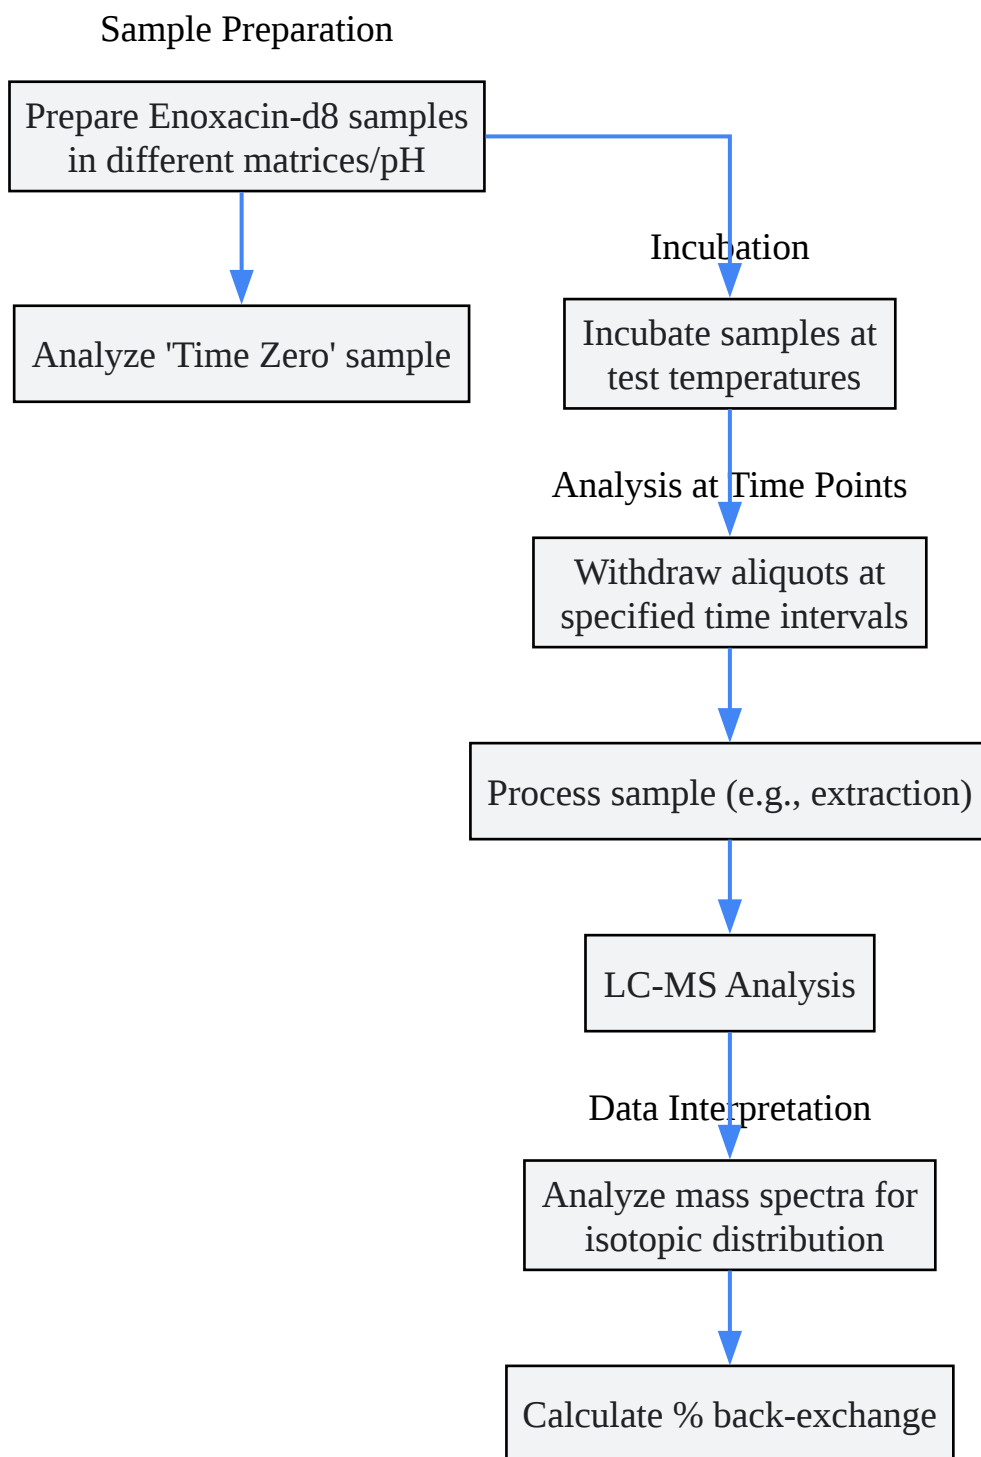 Sample Preparation
Prepare Enoxacin-d8 samples
in different matrices/pH
Analyze 'Time Zero' sample
Incubation
Incubate samples at
test temperatures
Analysis at Time Points
Withdraw aliquots at
specified time intervals
Process sample (e.g., extraction)
LC-MS Analysis
Data Interpretation
Analyze mass spectra for
isotopic distribution
Calculate % back-exchange